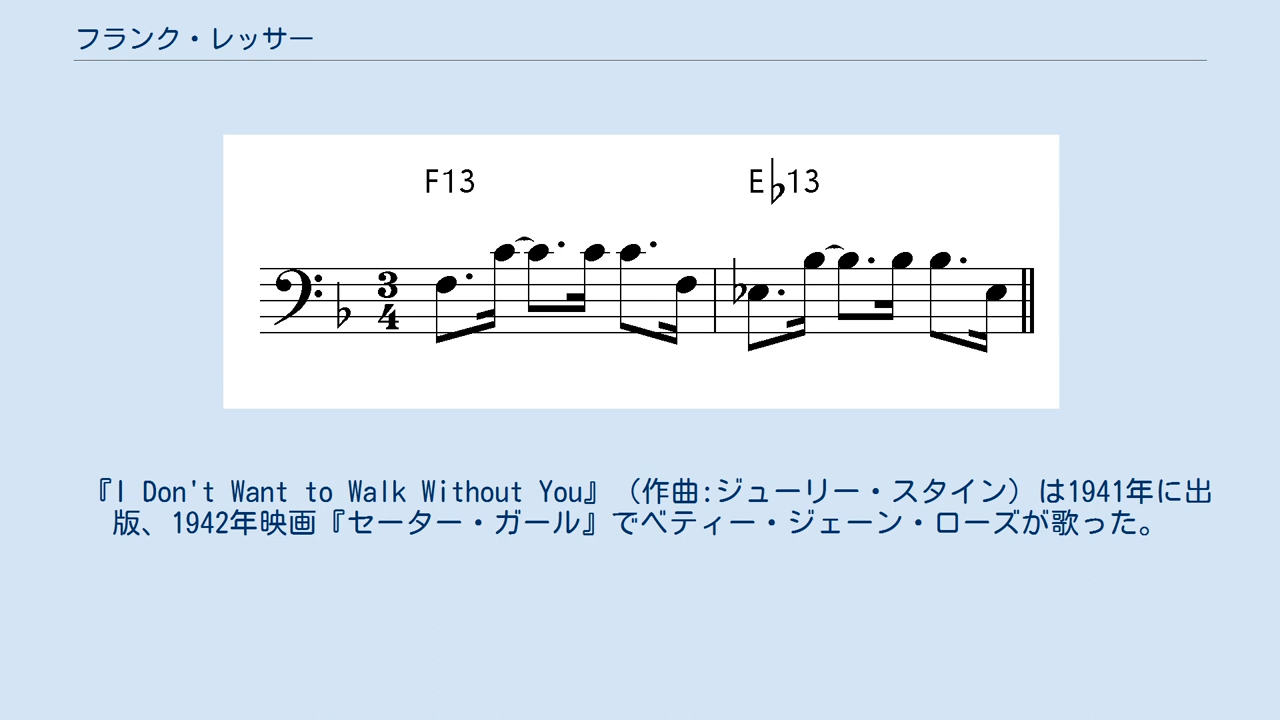 フランク・レッサー
F13 E♭13
3
4
『I Don't Want to Walk Without You』（作曲:ジューリー・スタイン）は1941年に出
版、1942年映画『セーター・ガール』でベティー・ジェーン・ローズが歌った。